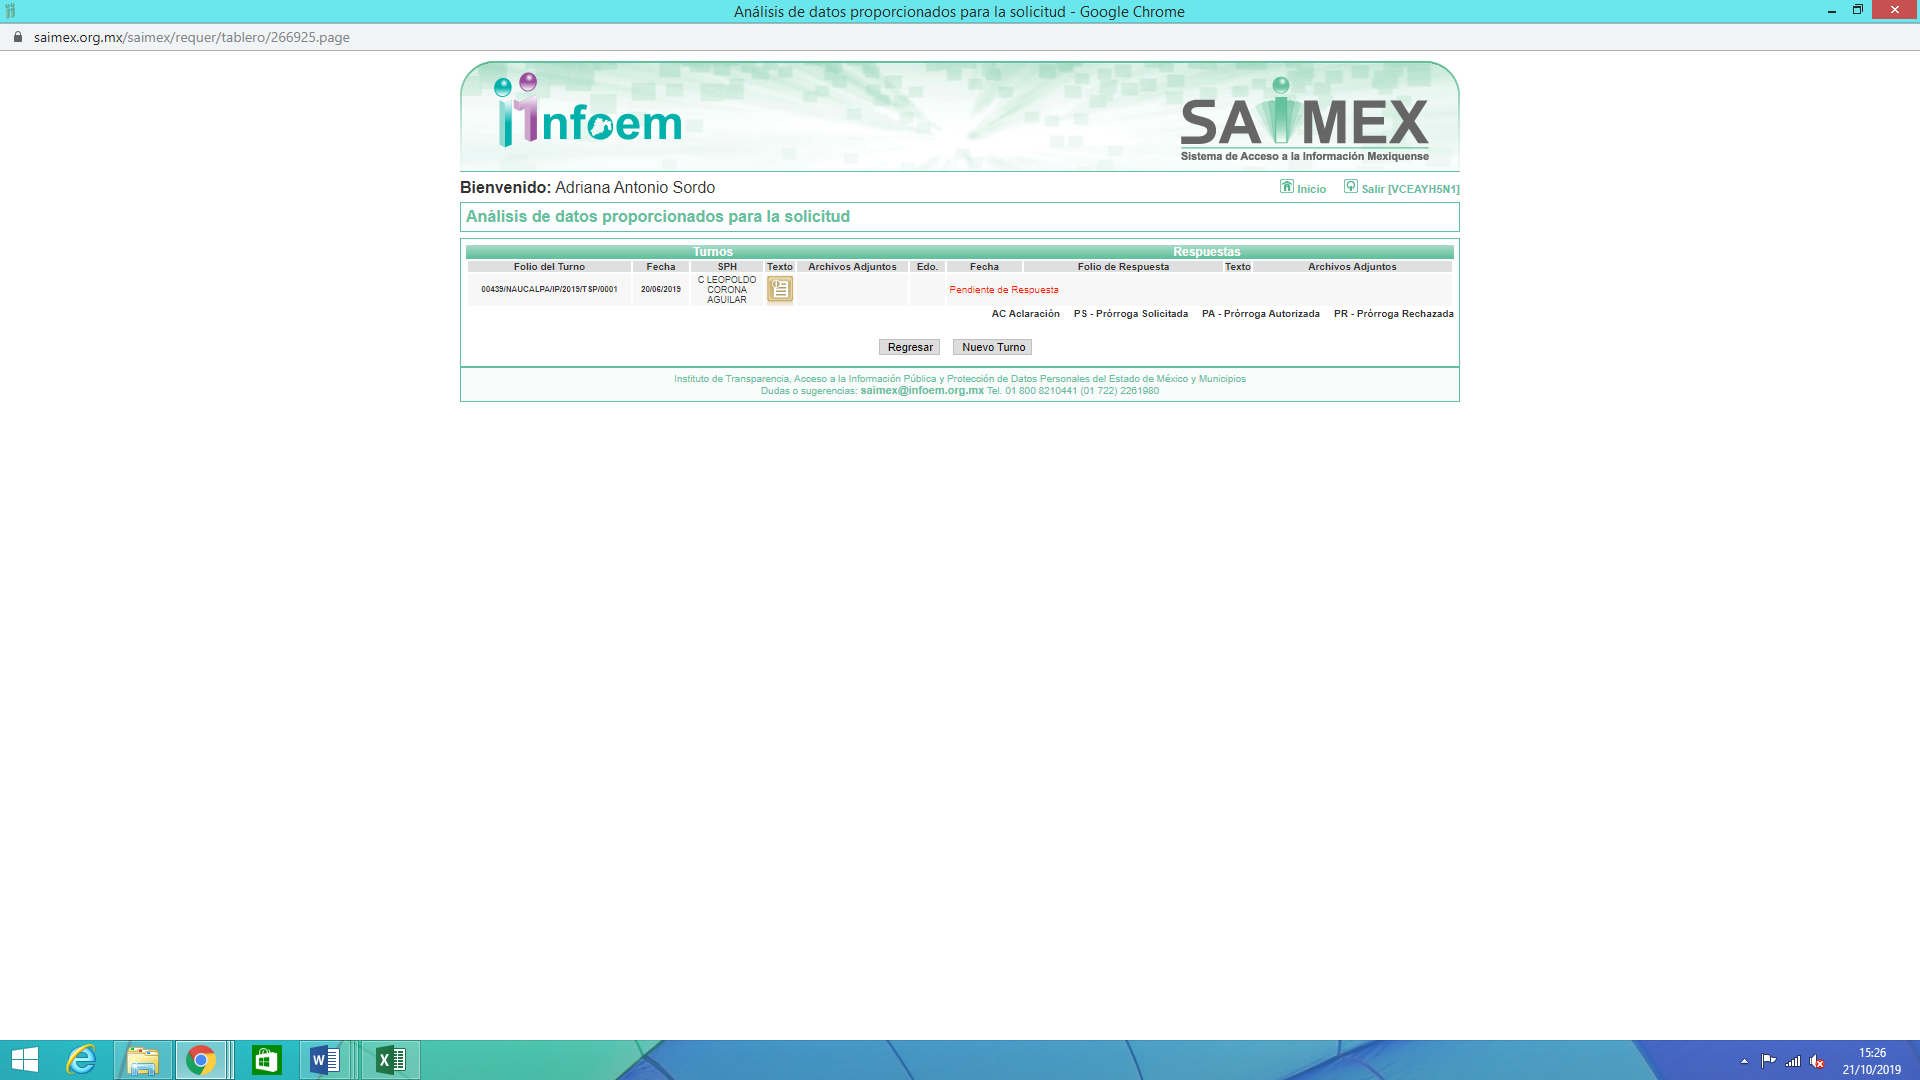 Análisis de datos proporcionados para la solicitud - Google Chrome
saimex.org.mx/saimex/requer/tablero/266925.page
infoem
SAIMEX
Sistema de Acceso a la Información Mexiquense
Bienvenido: Adriana Antonio Sordo
Inicio Salir [VCEAYH5N1]
Análisis de datos proporcionados para la solicitud
Turnos Respuestas
Folio del Turno Fecha SPH Texto Archivos Adjuntos Edo. Fecha Folio de Respuesta Texto Archivos Adjuntos
00439/NAUCALPA/IP/2019/TSP/0001 20/06/2019 C LEOPOLDO CORONA AGUILAR Pendiente de Respuesta
AC Aclaración PS - Prórroga Solicitada PA - Prórroga Autorizada PR - Prórroga Rechazada
Regresar Nuevo Turno
Instituto de Transparencia, Acceso a la Información Pública y Protección de Datos Personales del Estado de México y Municipios
Dudas o sugerencias: saimex@infoem.org.mx Tel. 01 800 8210441 (01 722) 2261980
15:26
21/10/2019